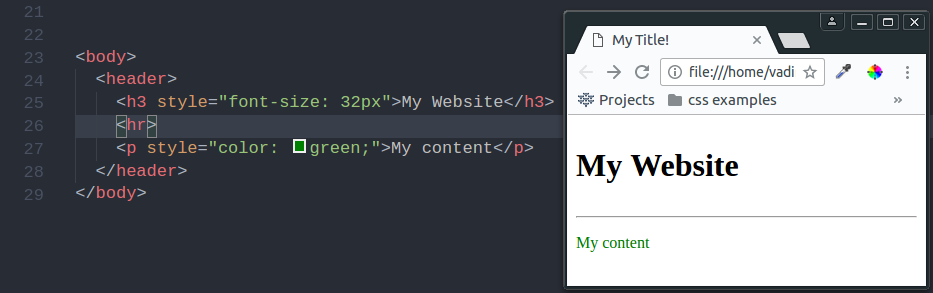 21
22
23 <body>
24 <header>
25 <h3 style="font-size: 32px">My Website</h3>
26 <hr>
27 <p style="color: green;">My content</p>
28 </header>
29 </body>
My Title!
file:///home/vadi
Projects css examples »
My Website
My content